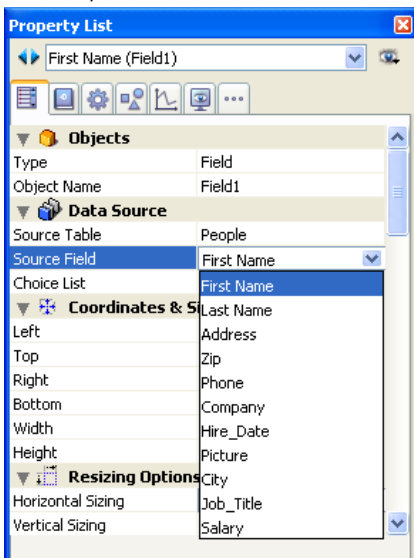 Property List
First Name (Field1)
Objects
Type Field
Object Name Field1
Data Source
Source Table People
Source Field First Name
Choice List First Name
Coordinates & Si Last Name
Left Address
Top Zip
Right Phone
Bottom Company
Width Hire_Date
Height Picture
Resizing Options City
Horizontal Sizing Job_Title
Vertical Sizing Salary